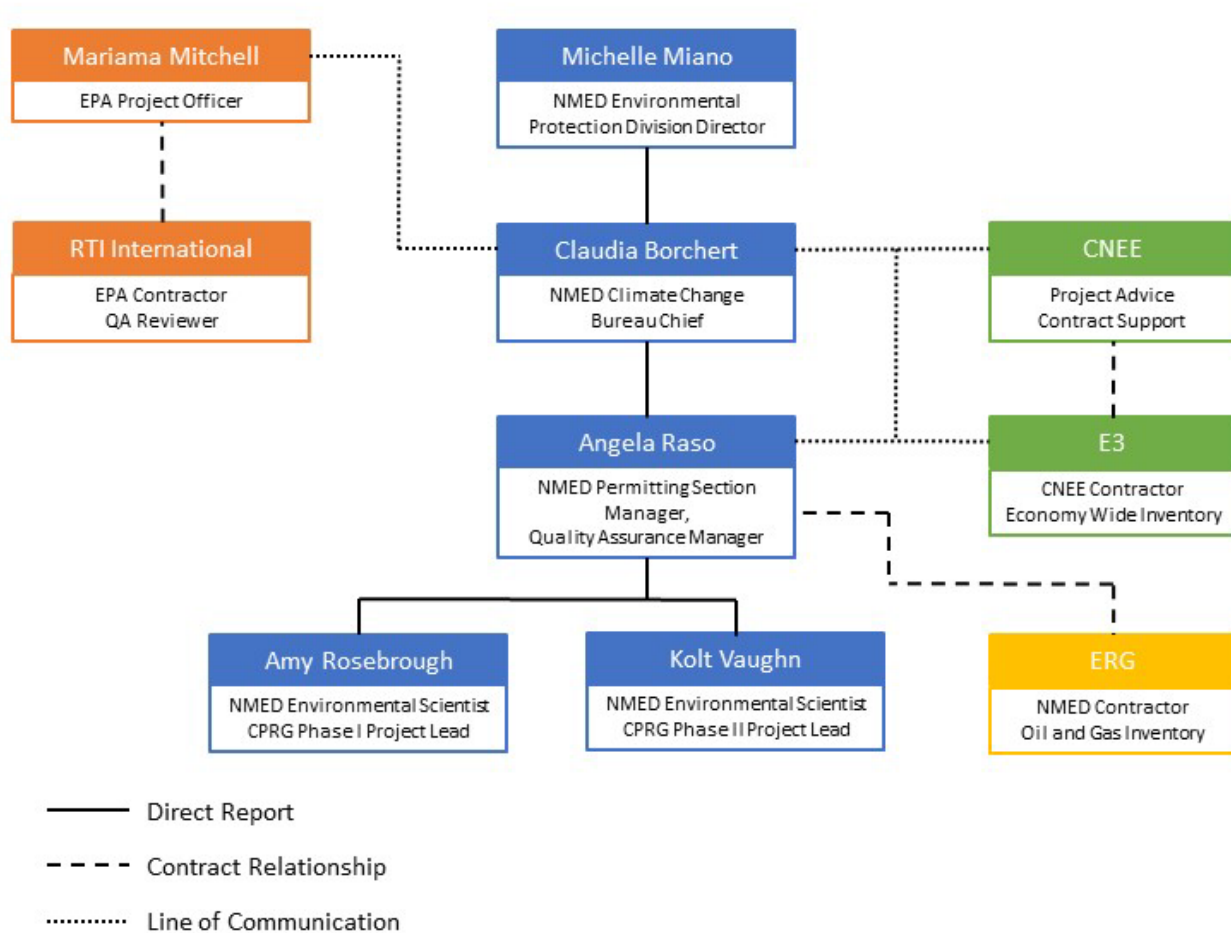 Mariama Mitchell
EPA Project Officer
Michelle Miano
NMED Environmental
Protection Division Director
RTI International
EPA Contractor
QA Reviewer
Claudia Borchert
NMED Climate Change
Bureau Chief
CNEE
Project Advice
Contract Support
Angela Raso
NMED Permitting Section
Manager,
Quality Assurance Manager
E3
CNEE Contractor
Economy Wide Inventory
Amy Rosebrough
NMED Environmental Scientist
CPRG Phase I Project Lead
Kolt Vaughn
NMED Environmental Scientist
CPRG Phase II Project Lead
ERG
NMED Contractor
Oil and Gas Inventory
Direct Report
Contract Relationship
Line of Communication